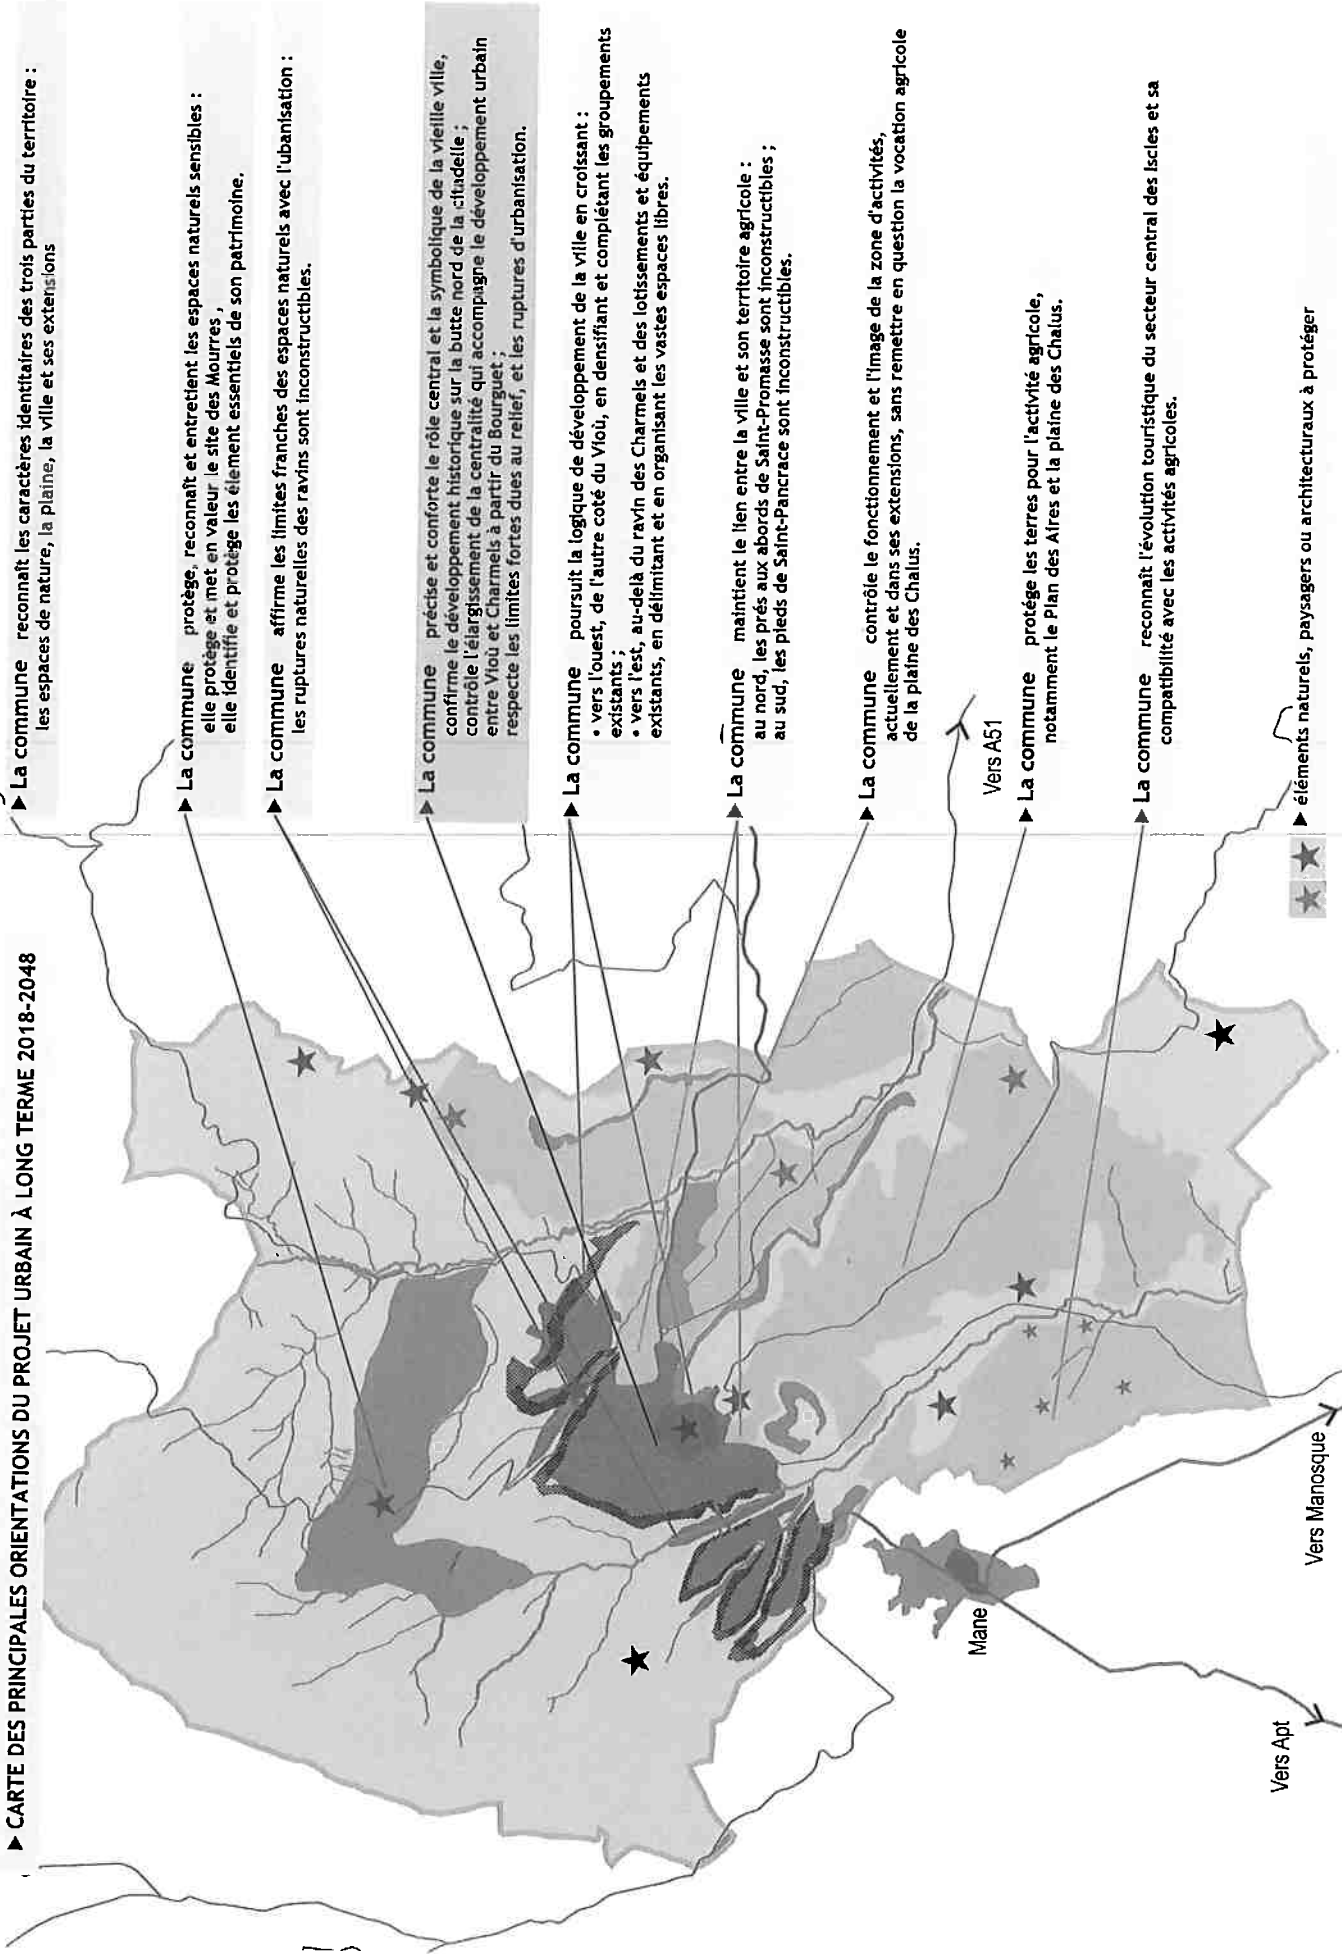 ▶ CARTE DES PRINCIPALES ORIENTATIONS DU PROJET URBAIN À LONG TERME 2018-2048
▶ La commune reconnaît les caractères identitaires des trois parties du territoire :
les espaces de nature, la plaine, la ville et ses extensions
▶ La commune protège, reconnaît et entretient les espaces naturels sensibles :
elle protège et met en valeur le site des Mourres ,
elle identifie et protège les élement essentiels de son patrimoine.
▶ La commune affirme les limites franches des espaces naturels avec l'ubanisation :
les ruptures naturelles des ravins sont inconstructibles.
▶ La commune précise et conforte le rôle central et la symbolique de la vieille ville,
confirme le développement historique sur la butte nord de la citadelle ;
contrôle l'élargissement de la centralité qui accompagne le développement urbain
entre Vioù et Charmels à partir du Bourguet ;
respecte les limites fortes dues au relief, et les ruptures d'urbanisation.
▶ La commune poursuit la logique de développement de la ville en croissant :
• vers l'ouest, de l'autre coté du Vioù, en densifiant et complétant les groupements
existants ;
• vers l'est, au-delà du ravin des Charmels et des lotissements et équipements
existants, en délimitant et en organisant les vastes espaces libres.
▶ La commune maintient le lien entre la ville et son territoire agricole :
au nord, les prés aux abords de Saint-Promasse sont inconstructibles ;
au sud, les pieds de Saint-Pancrace sont inconstructibles.
▶ La commune contrôle le fonctionnement et l'image de la zone d'activités,
actuellement et dans ses extensions, sans remettre en question la vocation agricole
de la plaine des Chalus.
▶ La commune protége les terres pour l'activité agricole,
notamment le Plan des Aires et la plaine des Chalus.
▶ La commune reconnaît l'évolution touristique du secteur central des Iscles et sa
compatibilité avec les activités agricoles.
▶ éléments naturels, paysagers ou architecturaux à protéger
Vers A51
Mane
Vers Manosque
Vers Apt